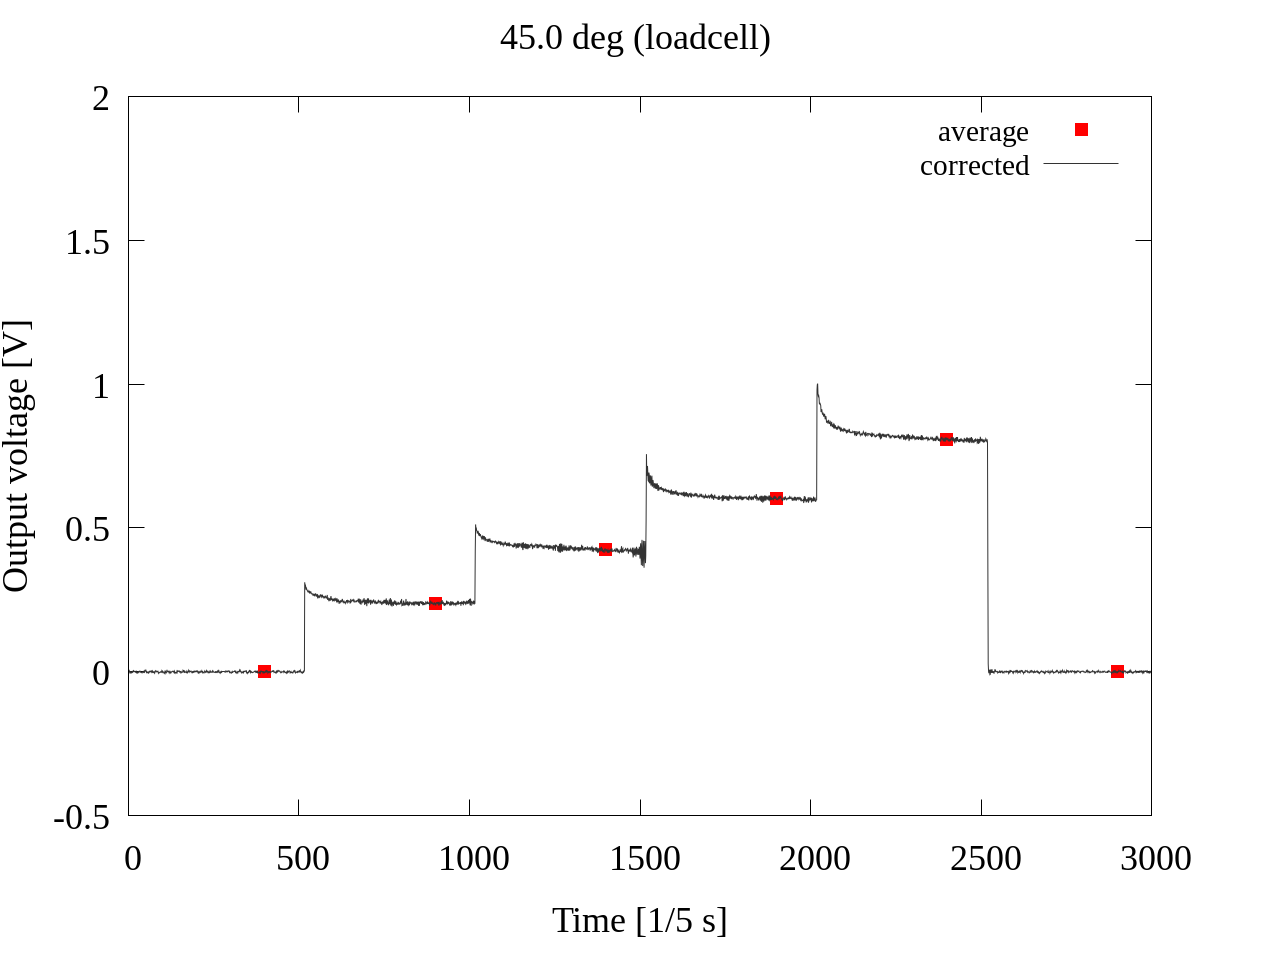 45.0 deg (loadcell)
2
1.5
1
0.5
0
-0.5
Output voltage [V]
average
corrected
0 500 1000 1500 2000 2500 3000
Time [1/5 s]